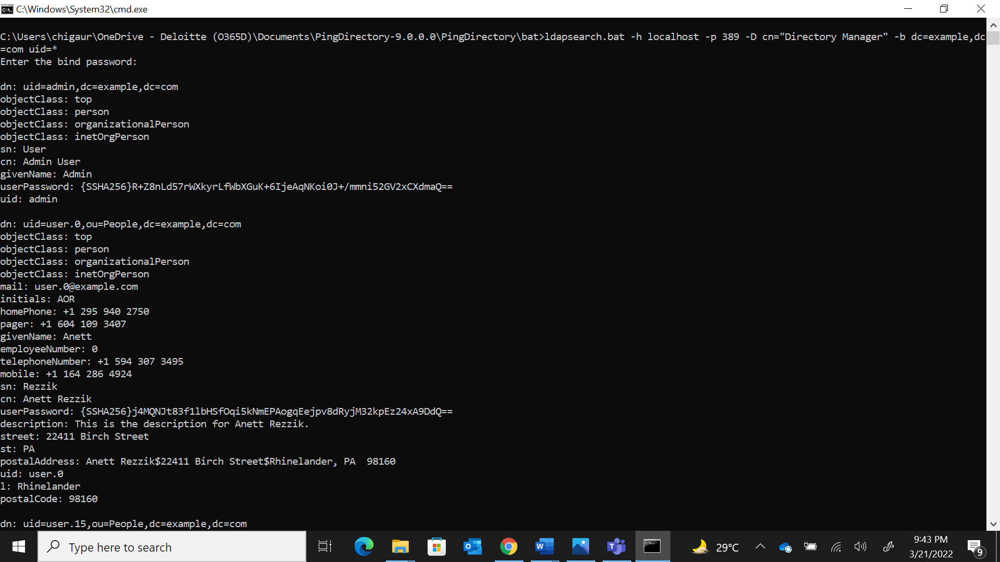 C:\Windows\System32\cmd.exe
C:\Users\chigaur\OneDrive - Deloitte (O365D)\Documents\PingDirectory-9.0.0.0\PingDirectory\bat>ldapsearch.bat -h localhost -p 389 -D cn="Directory Manager" -b dc=example,dc
=com uid=*
Enter the bind password:
dn: uid=admin,dc=example,dc=com
objectClass: top
objectClass: person
objectClass: organizationalPerson
objectClass: inetOrgPerson
sn: User
cn: Admin User
givenName: Admin
userPassword: {SSHA256}R+Z8nLd57rWXkyrLfWbXGuK+6IjeAqNKoi0J+/mmni52GV2xCXdmaQ==
uid: admin
dn: uid=user.0,ou=People,dc=example,dc=com
objectClass: top
objectClass: person
objectClass: organizationalPerson
objectClass: inetOrgPerson
mail: user.0@example.com
initials: AOR
homePhone: +1 295 940 2750
pager: +1 604 109 3407
givenName: Anett
employeeNumber: 0
telephoneNumber: +1 594 307 3495
mobile: +1 164 286 4924
sn: Rezzik
cn: Anett Rezzik
userPassword: {SSHA256}j4MQNJt83f1lbHSfOqi5kNmEPAogqEejpv8dRyjM32kpEz24xA9DdQ==
description: This is the description for Anett Rezzik.
street: 22411 Birch Street
st: PA
postalAddress: Anett Rezzik$22411 Birch Street$Rhinelander, PA  98160
uid: user.0
l: Rhinelander
postalCode: 98160
dn: uid=user.15,ou=People,dc=example,dc=com
Type here to search
29°C
9:43 PM
3/21/2022
9